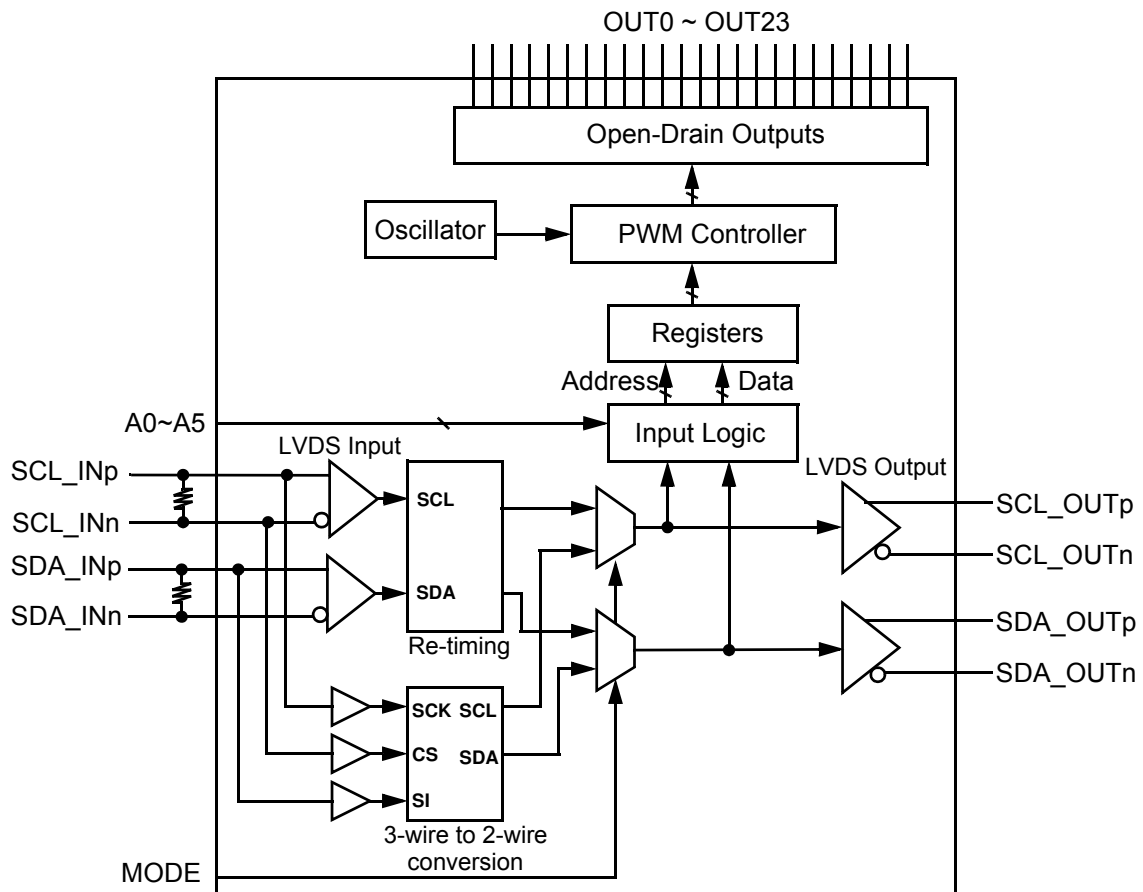 OUT0 ~ OUT23
Open-Drain Outputs
Oscillator
PWM Controller
Registers
Address
Data
A0~A5
Input Logic
LVDS Input
LVDS Output
SCL_INp
SCL_INn
SDA_INp
SDA_INn
SCL
SDA
Re-timing
SCL_OUTp
SCL_OUTn
SDA_OUTp
SDA_OUTn
SCK SCL
CS
SDA
SI
3-wire to 2-wire
conversion
MODE